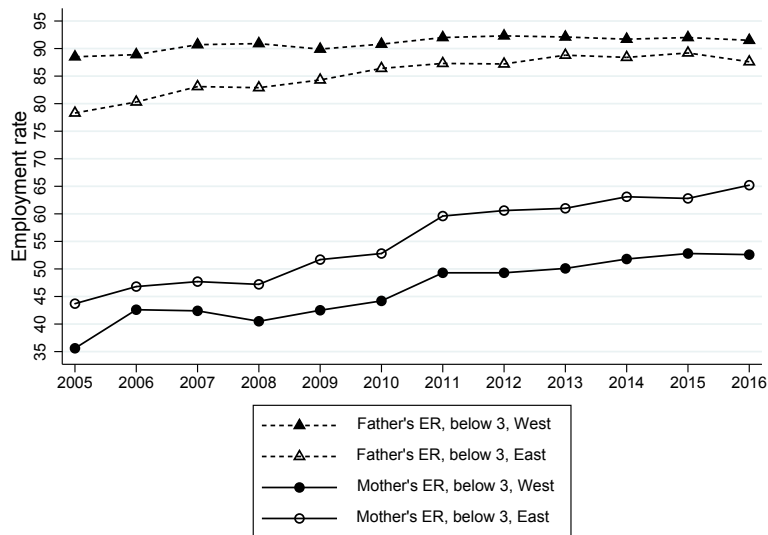 Employment rate
95
90
85
80
75
70
65
60
55
50
45
40
35
2005 2006 2007 2008 2009 2010 2011 2012 2013 2014 2015 2016
Father's ER, below 3, West
Father's ER, below 3, East
Mother's ER, below 3, West
Mother's ER, below 3, East